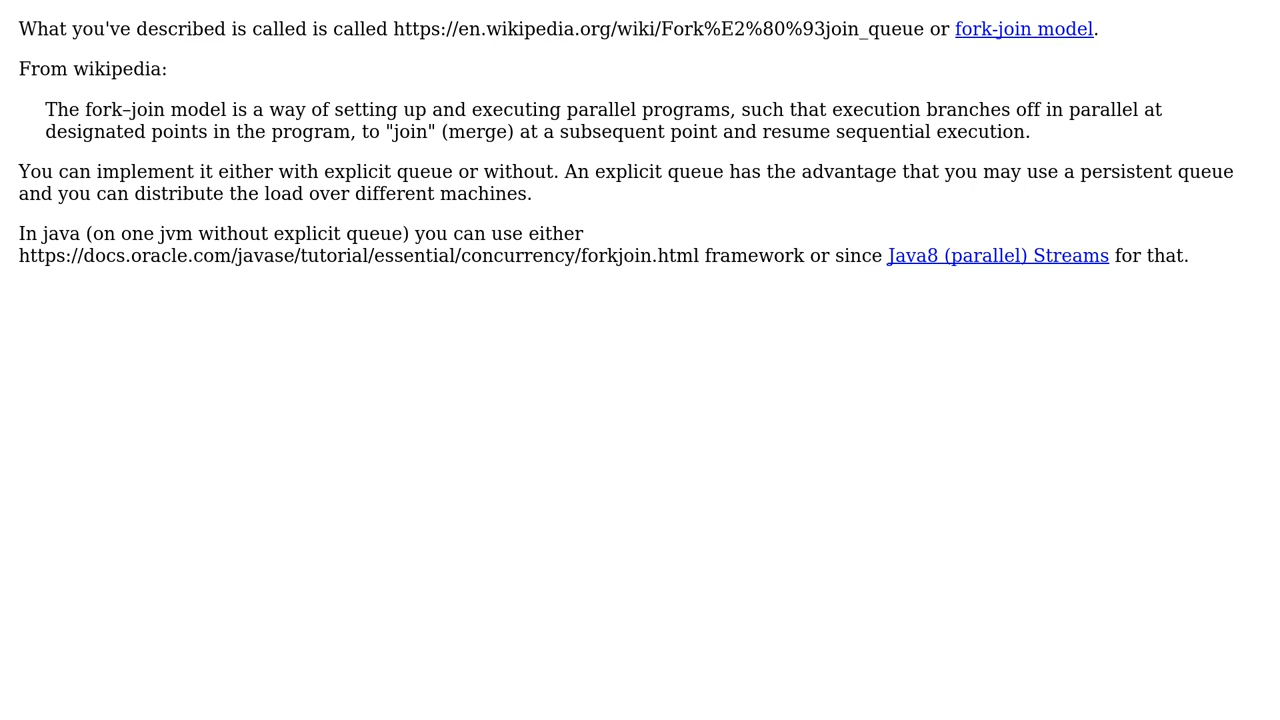 What you've described is called is called https://en.wikipedia.org/wiki/Fork%E2%80%93join_queue or fork-join model.
From wikipedia:
The fork–join model is a way of setting up and executing parallel programs, such that execution branches off in parallel at
designated points in the program, to "join" (merge) at a subsequent point and resume sequential execution.
You can implement it either with explicit queue or without. An explicit queue has the advantage that you may use a persistent queue
and you can distribute the load over different machines.
In java (on one jvm without explicit queue) you can use either
https://docs.oracle.com/javase/tutorial/essential/concurrency/forkjoin.html framework or since Java8 (parallel) Streams for that.